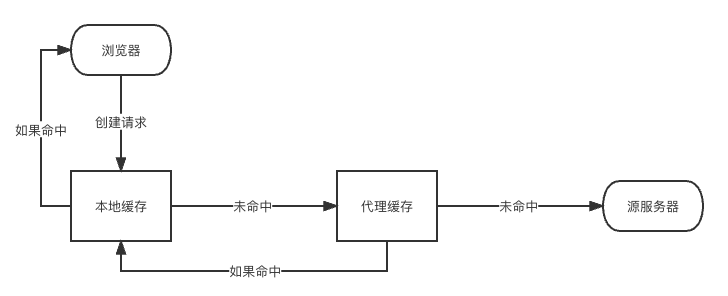 浏览器
创建请求
如果命中
本地缓存
未命中
代理缓存
未命中
源服务器
如果命中